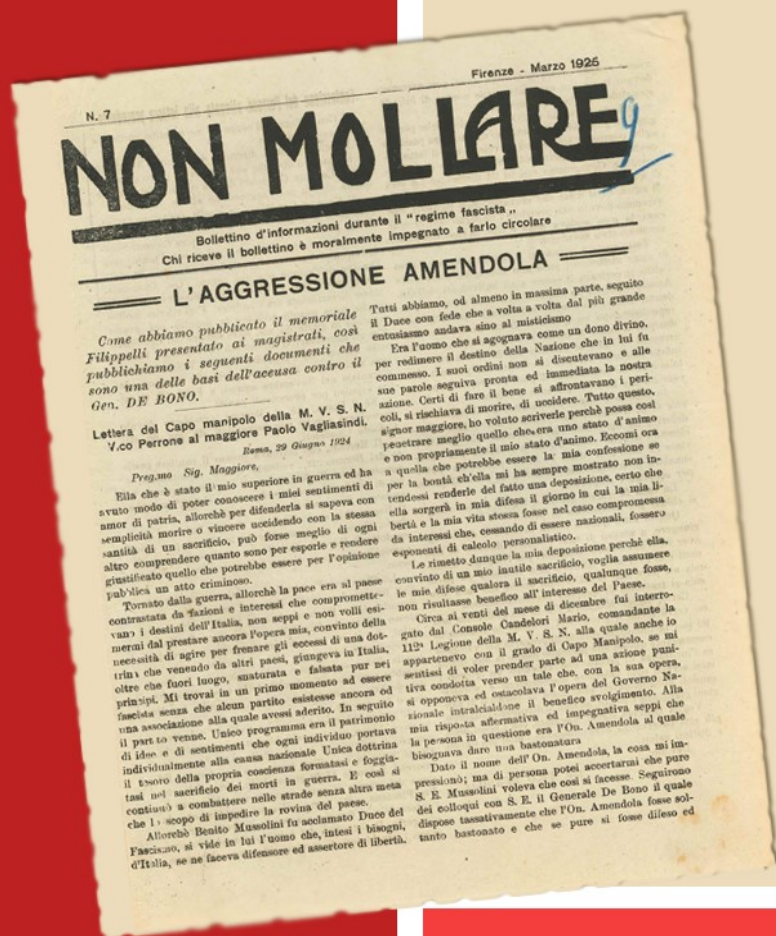 N. 7
Firenze - Marzo 1925
NON MOLLARE
9
Bollettino d'informazioni durante il "regime fascista „
Chi riceve il bollettino è moralmente impegnato a farlo circolare
L'AGGRESSIONE AMENDOLA
Come abbiamo pubblicato il memoriale
Filippelli presentato ai magistrati, così
pubblichiamo i seguenti documenti che
sono una delle basi dell'accusa contro il
Gen. DE BONO.
Lettera del Capo manipolo della M. V. S. N.
V.co Perrone al maggiore Paolo Vagliasindi.
Roma, 29 Giugno 1924
Preg.mo Sig. Maggiore,
Ella che è stato il mio superiore in guerra ed ha
avuto modo di poter conoscere i miei sentimenti di
amor di patria, allorchè per difenderla si sapeva con
semplicità morire o vincere uccidendo con la stessa
santità di un sacrificio, può forse meglio di ogni
altro comprendere quanto sono per esporle e rendere
giustificato quello che potrebbe essere per l'opinione
pubblica un atto criminoso.
Tornato dalla guerra, allorchè la pace era al paese
contrastata da fazioni e interessi che compromette-
vano i destini dell'Italia, non seppi e non volli esi-
mermi dal prestare ancora l'opera mia, convinto della
necessità di agire per frenare gli eccessi di una dot-
trina che venendo da altri paesi, giungeva in Italia,
oltre che fuori luogo, snaturata e falsata pur nei
principi. Mi trovai in un primo momento ad essere
fascista senza che alcun partito esistesse ancora od
una associazione alla quale avessi aderito. In seguito
il partito venne. Unico programma era il patrimonio
di idee e di sentimenti che ogni individuo portava
individualmente alla causa nazionale Unica dottrina
il tesoro della propria coscienza formatasi e foggia-
tasi nel sacrificio dei morti in guerra. E così si
continuò a combattere nelle strade senza altra meta
che lo scopo di impedire la rovina del paese.
Allorchè Benito Mussolini fu acclamato Duce del
Fascismo, si vide in lui l'uomo che, intesi i bisogni,
d'Italia, se ne faceva difensore ed assertore di libertà.
Tutti abbiamo, od almeno in massima parte, seguito
il Duce con fede che a volta a volta dal più grande
entusiasmo andava sino al misticismo
Era l'uomo che si agognava come un dono divino,
per redimere il destino della Nazione che in lui fu
commesso. I suoi ordini non si discutevano e alle
sue parole seguiva pronta ed immediata la nostra
azione. Certi di fare il bene si affrontavano i peri-
coli, si rischiava di morire, di uccidere. Tutto questo,
signor maggiore, ho voluto scriverle perchè possa così
penetrare meglio quello che era uno stato d'animo
e non propriamente il mio stato d'animo. Eccomi ora
a quella che potrebbe essere la mia confessione se
per la bontà ch'ella mi ha sempre mostrato non in-
tendessi renderle del fatto una deposizione, certo che
ella sorgerà in mia difesa il giorno in cui la mia li-
bertà e la mia vita stessa fosse nel caso compromessa
da interessi che, cessando di essere nazionali, fossero
esponenti di calcolo personalistico.
Le rimetto dunque la mia deposizione perchè ella,
convinto di un mio inutile sacrificio, voglia assumere
le mie difese qualora il sacrificio, qualunque fosse,
non risultasse benefico all'interesse del Paese.
Circa ai venti del mese di dicembre fui interro-
gato dal Console Candelori Mario, comandante la
112ª Legione della M. V. S. N. alla quale anche io
appartenevo con il grado di Capo Manipolo, se mi
sentissi di voler prender parte ad una azione puni-
tiva condotta verso un tale che, con la sua opera,
si opponeva ed ostacolava l'opera del Governo Na-
zionale intralciandone il benefico svolgimento. Alla
mia risposta affermativa ed impegnativa seppi che
la persona in questione era l'On. Amendola al quale
bisognava dare una bastonatura
Dato il nome dell'On. Amendola, la cosa mi im-
pressionò; ma di persona potei accertarmi che pure
S. E. Mussolini voleva che così si facesse. Seguirono
dei colloqui con S. E. il Generale De Bono il quale
dispose tassativamente che l'On. Amendola fosse sol-
tanto bastonato e che se pure si fosse difeso ed